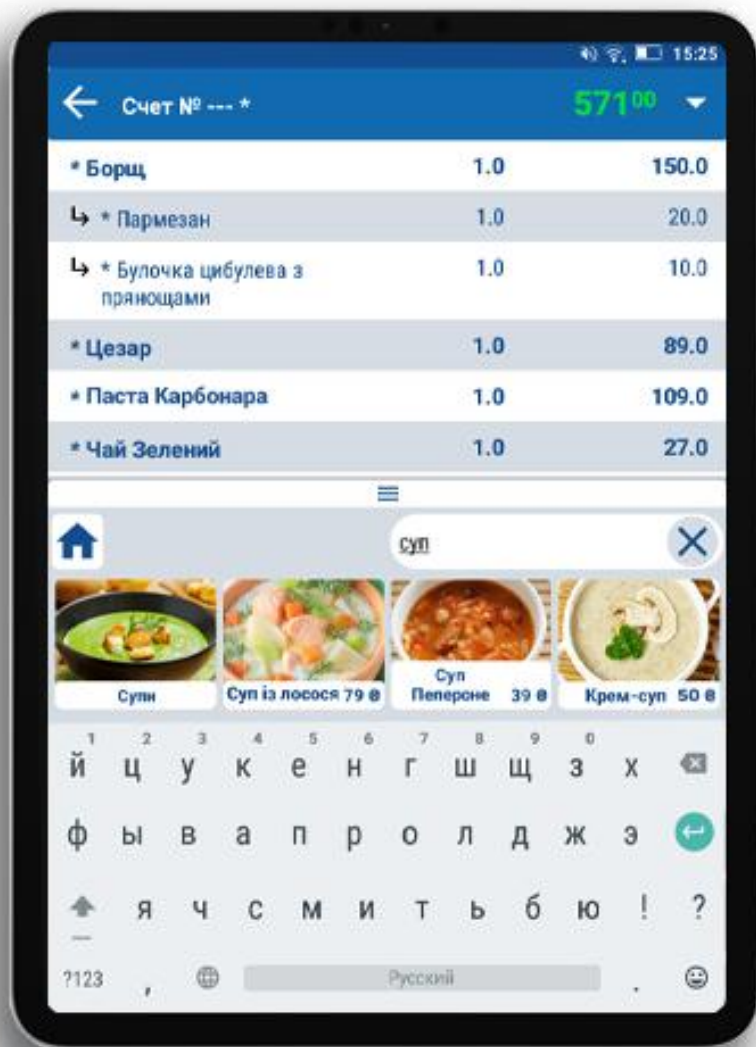 15:25
Счет № --- * 571⁰⁰
* Борщ 1.0 150.0
* Пармезан 1.0 20.0
* Булочка цибулева з 1.0 10.0
прянощами
* Цезар 1.0 89.0
* Паста Карбонара 1.0 109.0
* Чай Зелений 1.0 27.0
суп
Супи
Суп із лосося 79 ₴
Суп
Пепероне 39 ₴
Крем-суп 50 ₴
1 2 3 4 5 6 7 8 9 0
й ц у к е н г ш щ з х
ф ы в а п р о л д ж э
я ч с м и т ь б ю ! ?
?123 , Русский .